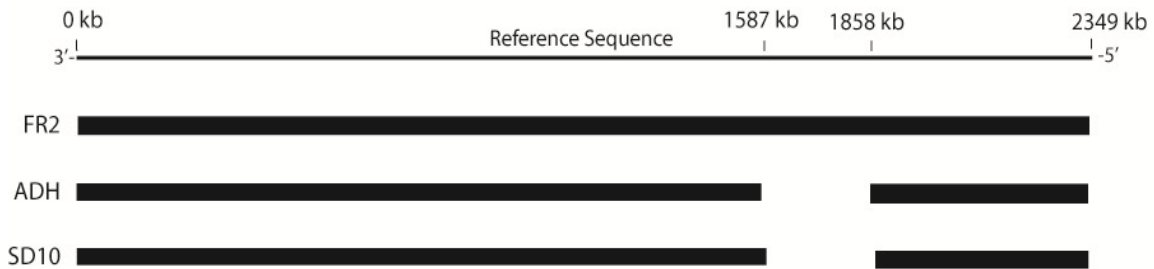 0 kb 1587 kb 1858 kb 2349 kb
Reference Sequence
3′- -5′
FR2
ADH
SD10